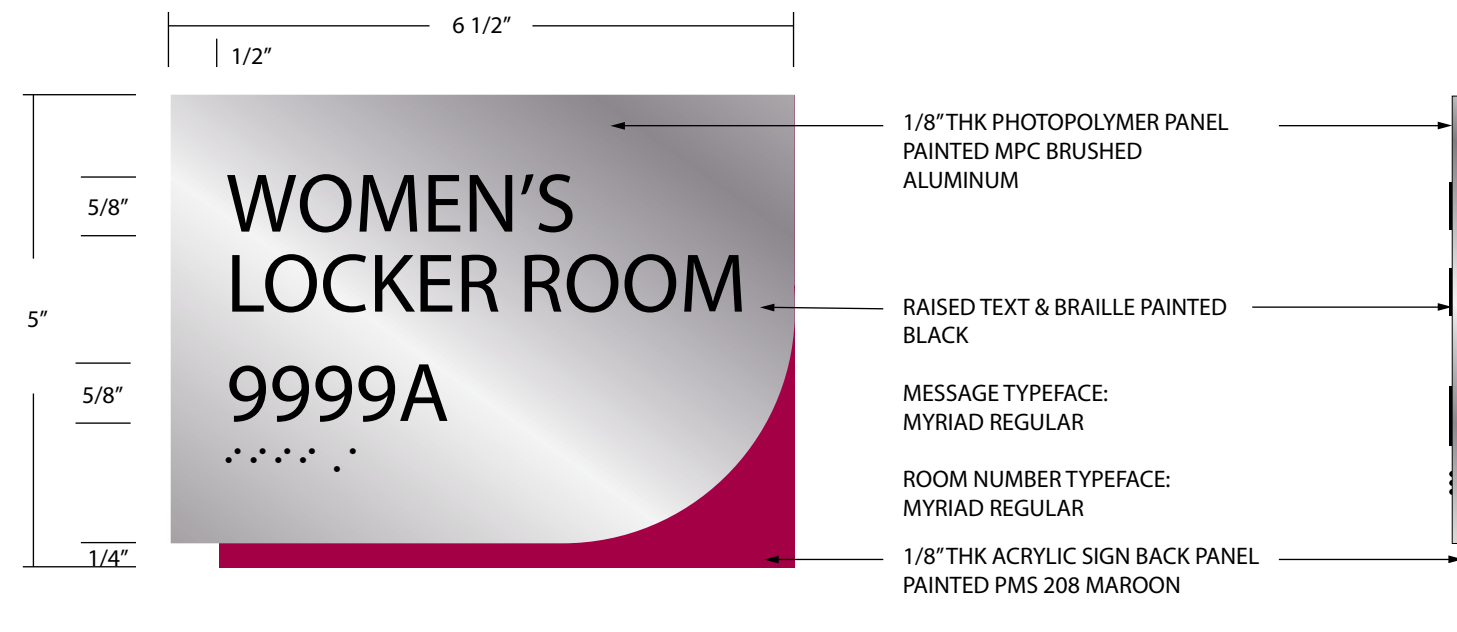 6 1/2”
1/2”
5/8”
5”
5/8”
1/4”
WOMEN’S
LOCKER ROOM
9999A
⠊⠊⠊⠊⠠⠁
1/8” THK PHOTOPOLYMER PANEL
PAINTED MPC BRUSHED
ALUMINUM
RAISED TEXT & BRAILLE PAINTED
BLACK
MESSAGE TYPEFACE:
MYRIAD REGULAR
ROOM NUMBER TYPEFACE:
MYRIAD REGULAR
1/8” THK ACRYLIC SIGN BACK PANEL
PAINTED PMS 208 MAROON